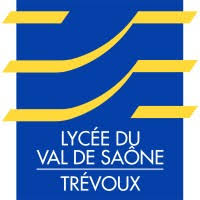 LYCÉE DU
VAL DE SAÔNE
TRÉVOUX